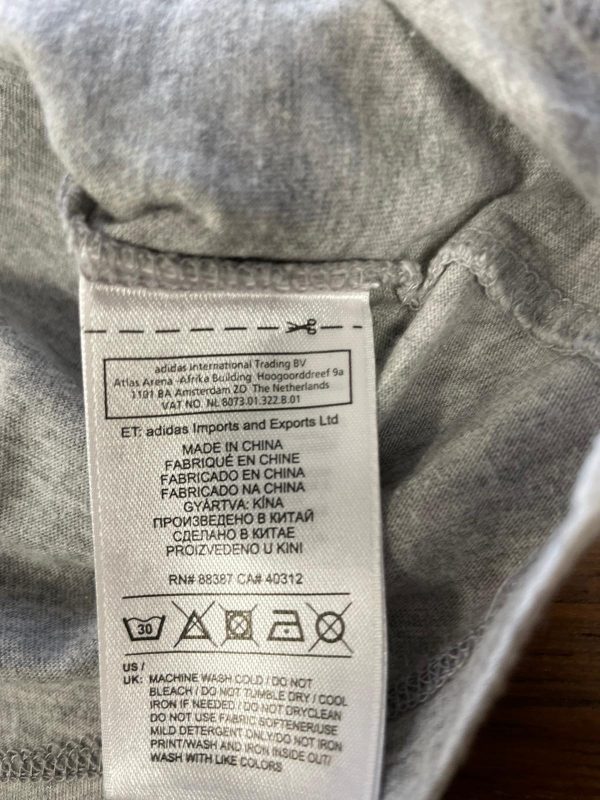 adidas International Trading BV
Atlas Arena -Afrika Building Hoogoorddreef 9a
1101 BA Amsterdam ZO The Netherlands
VAT NO. NL 8073.01.322.B.01
ET: adidas Imports and Exports Ltd
MADE IN CHINA
FABRIQUÉ EN CHINE
FABRICADO EN CHINA
FABRICADO NA CHINA
GYÁRTVA: KÍNA
ПРОИЗВЕДЕНО В КИТАЙ
СДЕЛАНО В КИТАЕ
PROIZVEDENO U KINI
RN# 88387 CA# 40312
30
US /
UK: MACHINE WASH COLD / DO NOT
BLEACH / DO NOT TUMBLE DRY / COOL
IRON IF NEEDED / DO NOT DRYCLEAN
DO NOT USE FABRIC SOFTENER/USE
MILD DETERGENT ONLY/DO NOT IRON
PRINT/WASH AND IRON INSIDE OUT/
WASH WITH LIKE COLORS